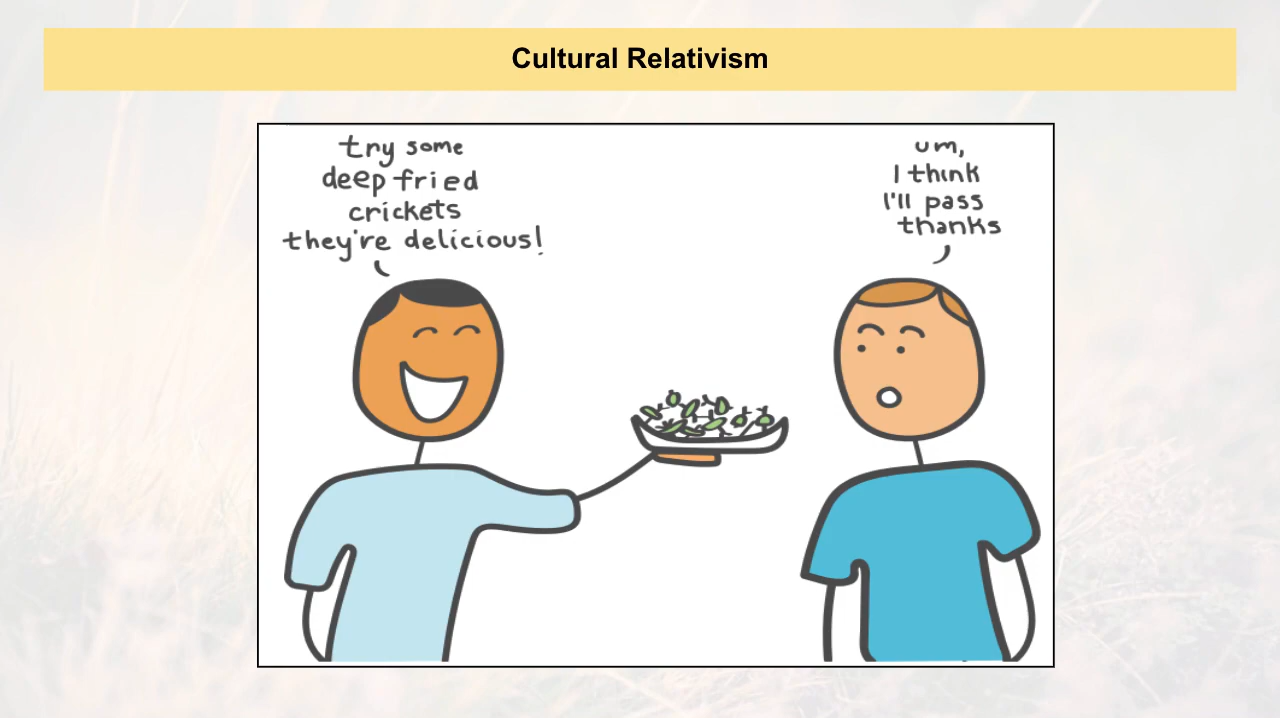 Cultural Relativism
try some
deep fried
crickets
they're delicious!
um,
I think
I'll pass
thanks